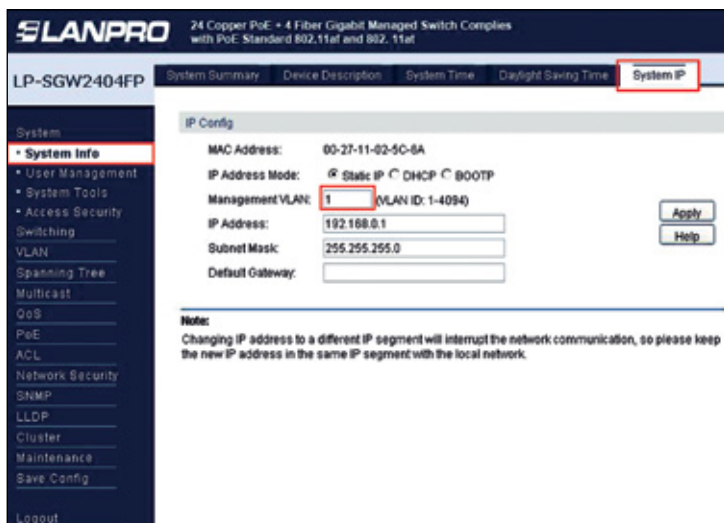 LANPRO
24 Copper PoE + 4 Fiber Gigabit Managed Switch Complies
with PoE Standard 802.11af and 802. 11at
LP-SGW2404FP
System Summary Device Description System Time Daylight Saving Time System IP
System
• System Info
• User Management
• System Tools
• Access Security
Switching
VLAN
Spanning Tree
Multicast
QoS
PoE
ACL
Network Security
SNMP
LLDP
Cluster
Maintenance
Save Config
Logout
IP Config
MAC Address: 00-27-11-02-5C-6A
IP Address Mode: Static IP DHCP BOOTP
Management VLAN: 1 (VLAN ID: 1-4094)
IP Address: 192.168.0.1
Subnet Mask: 255.255.255.0
Default Gateway:
Apply
Help
Note:
Changing IP address to a different IP segment will interrupt the network communication, so please keep
the new IP address in the same IP segment with the local network.